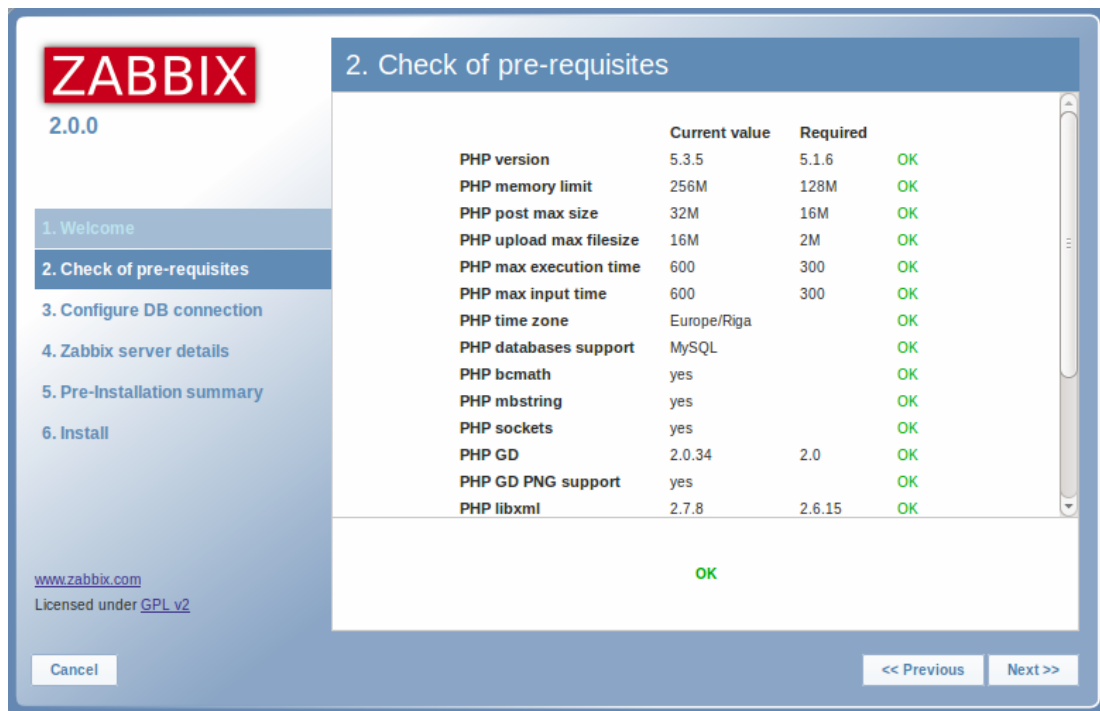 ZABBIX
2.0.0
1. Welcome
2. Check of pre-requisites
3. Configure DB connection
4. Zabbix server details
5. Pre-Installation summary
6. Install
www.zabbix.com
Licensed under GPL v2
2. Check of pre-requisites
Current value Required
PHP version 5.3.5 5.1.6 OK
PHP memory limit 256M 128M OK
PHP post max size 32M 16M OK
PHP upload max filesize 16M 2M OK
PHP max execution time 600 300 OK
PHP max input time 600 300 OK
PHP time zone Europe/Riga OK
PHP databases support MySQL OK
PHP bcmath yes OK
PHP mbstring yes OK
PHP sockets yes OK
PHP GD 2.0.34 2.0 OK
PHP GD PNG support yes OK
PHP libxml 2.7.8 2.6.15 OK
OK
Cancel << Previous Next >>